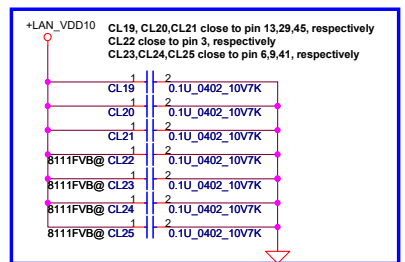 +LAN_VDD10
CL19, CL20,CL21 close to pin 13,29,45, respectively
CL22 close to pin 3, respectively
CL23,CL24,CL25 close to pin 6,9,41, respectively
1 2
CL19 0.1U_0402_10V7K
1 2
CL20 0.1U_0402_10V7K
1 2
CL21 0.1U_0402_10V7K
1 2
8111FVB@ CL22 0.1U_0402_10V7K
1 2
8111FVB@ CL23 0.1U_0402_10V7K
1 2
8111FVB@ CL24 0.1U_0402_10V7K
1 2
8111FVB@ CL25 0.1U_0402_10V7K